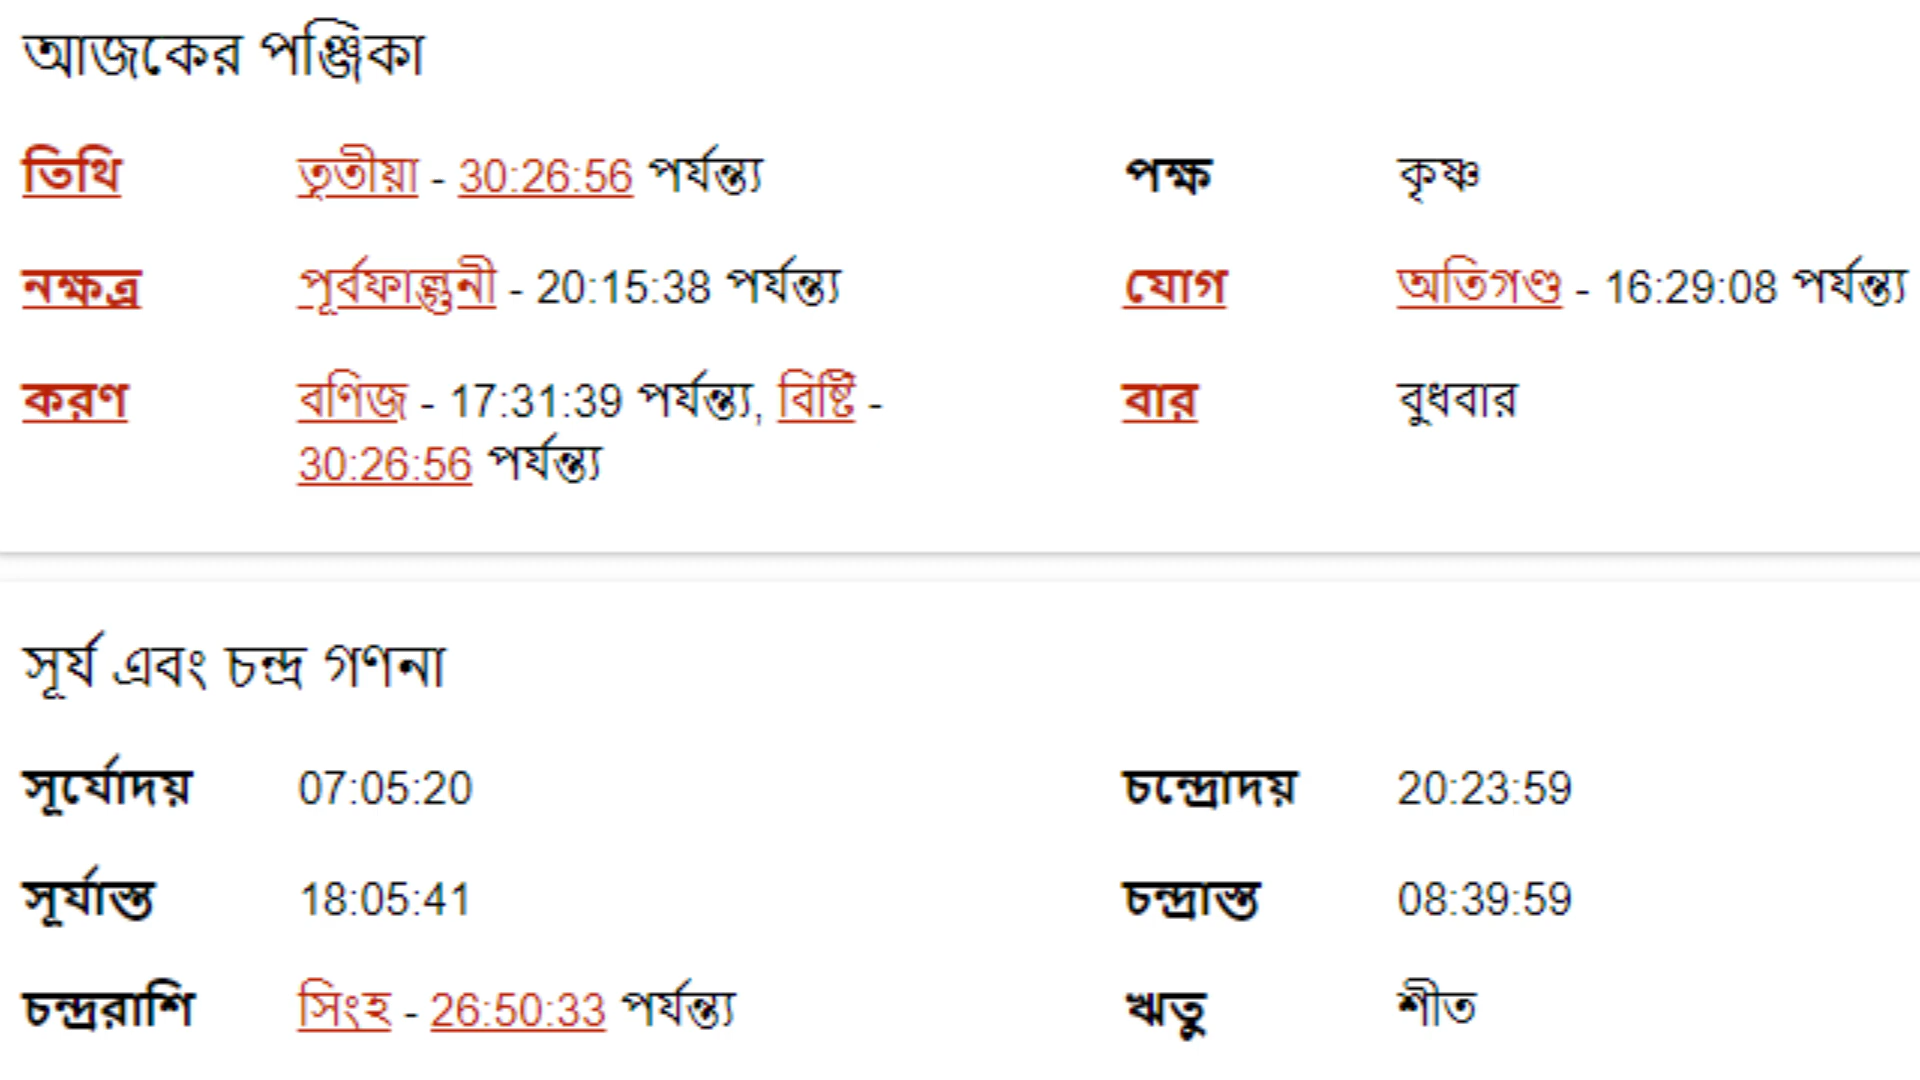 আজকের পঞ্জিকা
তিথি তৃতীয়া - 30:26:56 পর্যন্ত্য পক্ষ কৃষ্ণ
নক্ষত্র পূর্বফাল্গুনী - 20:15:38 পর্যন্ত্য যোগ অতিগণ্ড - 16:29:08 পর্যন্ত্য
করণ বণিজ - 17:31:39 পর্যন্ত্য, বিষ্টি - বার বুধবার
30:26:56 পর্যন্ত্য
সূর্য এবং চন্দ্র গণনা
সূর্যোদয় 07:05:20 চন্দ্রোদয় 20:23:59
সূর্যাস্ত 18:05:41 চন্দ্রাস্ত 08:39:59
চন্দ্ররাশি সিংহ - 26:50:33 পর্যন্ত্য ঋতু শীত